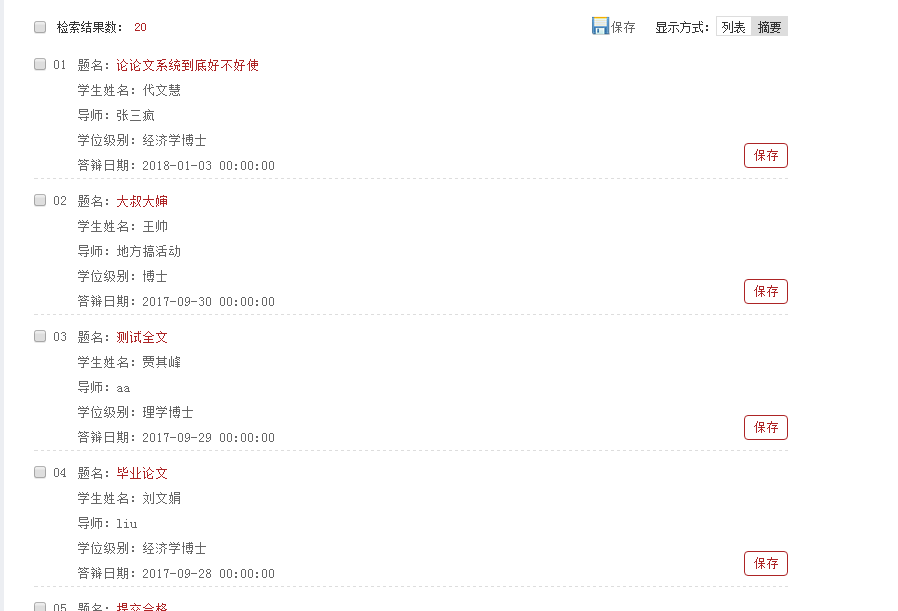 检索结果数： 20 保存 显示方式： 列表 摘要
01 题名：论论文系统到底好不好使
学生姓名：代文慧
导师：张三疯
学位级别：经济学博士
保存
答辩日期：2018-01-03 00:00:00
02 题名：大叔大婶
学生姓名：王帅
导师：地方搞活动
学位级别：博士
保存
答辩日期：2017-09-30 00:00:00
03 题名：测试全文
学生姓名：贾其峰
导师：aa
学位级别：理学博士
保存
答辩日期：2017-09-29 00:00:00
04 题名：毕业论文
学生姓名：刘文娟
导师：liu
学位级别：经济学博士
保存
答辩日期：2017-09-28 00:00:00
05 题名：提交合格